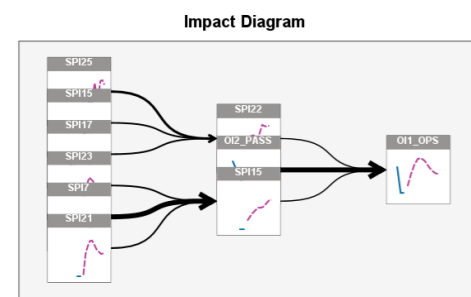 Impact Diagram
SPI25
SPI15
SPI17
SPI23
SPI7
SPI21
SPI22
OI2_PASS
SPI15
OI1_OPS